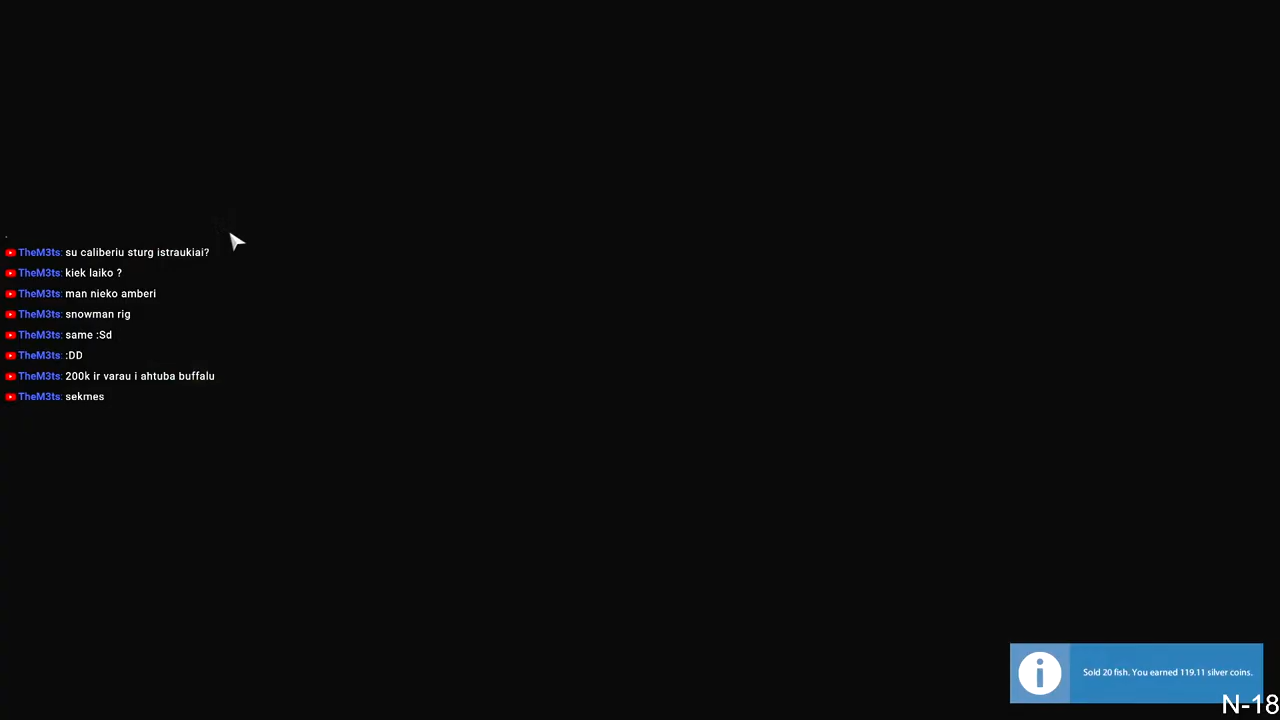 TheM3ts: su caliberiu sturg istraukiai?
TheM3ts: kiek laiko ?
TheM3ts: man nieko amberi
TheM3ts: snowman rig
TheM3ts: same :Sd
TheM3ts: :DD
TheM3ts: 200k ir varau i ahtuba buffalu
TheM3ts: sekmes
Sold 20 fish. You earned 119.11 silver coins.
N-18